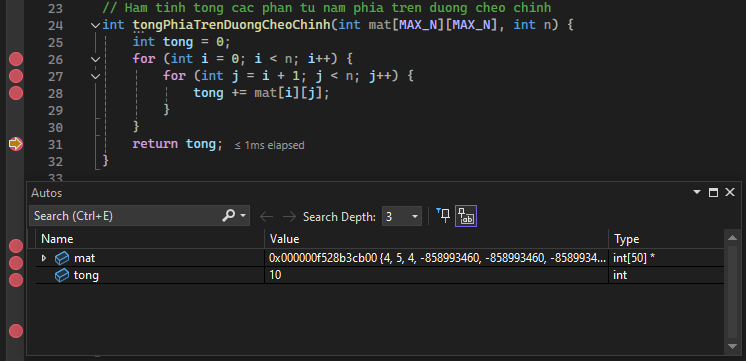 23 // Ham tinh tong cac phan tu nam phia tren duong cheo chinh
24 int tongPhiaTrenDuongCheoChinh(int mat[MAX_N][MAX_N], int n) {
25 int tong = 0;
26 for (int i = 0; i < n; i++) {
27 for (int j = i + 1; j < n; j++) {
28 tong += mat[i][j];
29 }
30 }
31 return tong; ≤ 1ms elapsed
32 }
33
Autos
Search (Ctrl+E) Search Depth: 3
Name Value Type
mat 0x000000f528b3cb00 {4, 5, 4, -858993460, -858993460, -8589934... int[50] *
tong 10 int